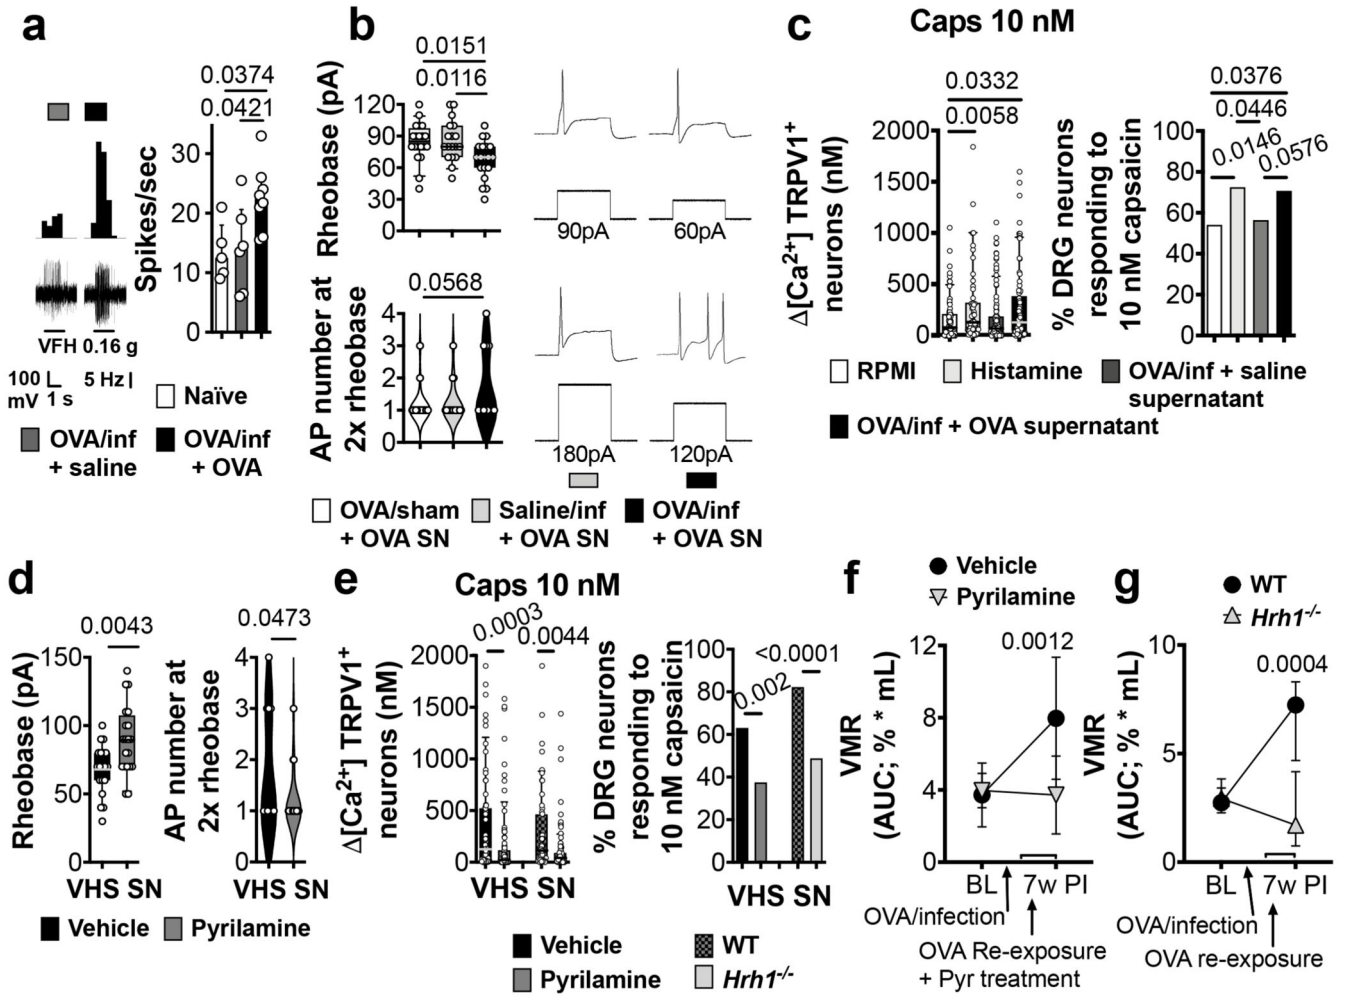 a
0.0374
0.0421
Spikes/sec
30
20
10
0
VFH 0.16 g
100
mV
1 s
5 Hz
Naïve
OVA/inf
+ saline
OVA/inf
+ OVA
b
0.0151
0.0116
Rheobase (pA)
120
90
60
30
0
90pA
60pA
AP number at
2x rheobase
0.0568
4
3
2
1
0
180pA
120pA
OVA/sham
+ OVA SN
Saline/inf
+ OVA SN
OVA/inf
+ OVA SN
c
Caps 10 nM
0.0332
0.0058
Δ[Ca2+] TRPV1+
neurons (nM)
2000
1500
1000
500
0
% DRG neurons
responding to
10 nM capsaicin
0.0376
0.0446
0.0146
0.0576
100
80
60
40
20
0
RPMI
Histamine
OVA/inf + saline
supernatant
OVA/inf + OVA supernatant
d
0.0043
Rheobase (pA)
150
100
50
0
VHS SN
0.0473
AP number at
2x rheobase
4
3
2
1
0
VHS SN
Vehicle
Pyrilamine
e
Caps 10 nM
0.0003
0.0044
Δ[Ca2+] TRPV1+
neurons (nM)
2000
1500
1000
500
0
VHS SN
% DRG neurons
responding to
10 nM capsaicin
<0.0001
0.002
100
80
60
40
20
0
VHS SN
Vehicle
Pyrilamine
WT
Hrh1-/-
f
Vehicle
Pyrilamine
0.0012
VMR
(AUC; % * mL)
12
8
4
0
BL
7w PI
OVA/infection
OVA Re-exposure
+ Pyr treatment
g
WT
Hrh1-/-
0.0004
VMR
(AUC; % * mL)
10
5
0
BL
7w PI
OVA/infection
OVA re-exposure